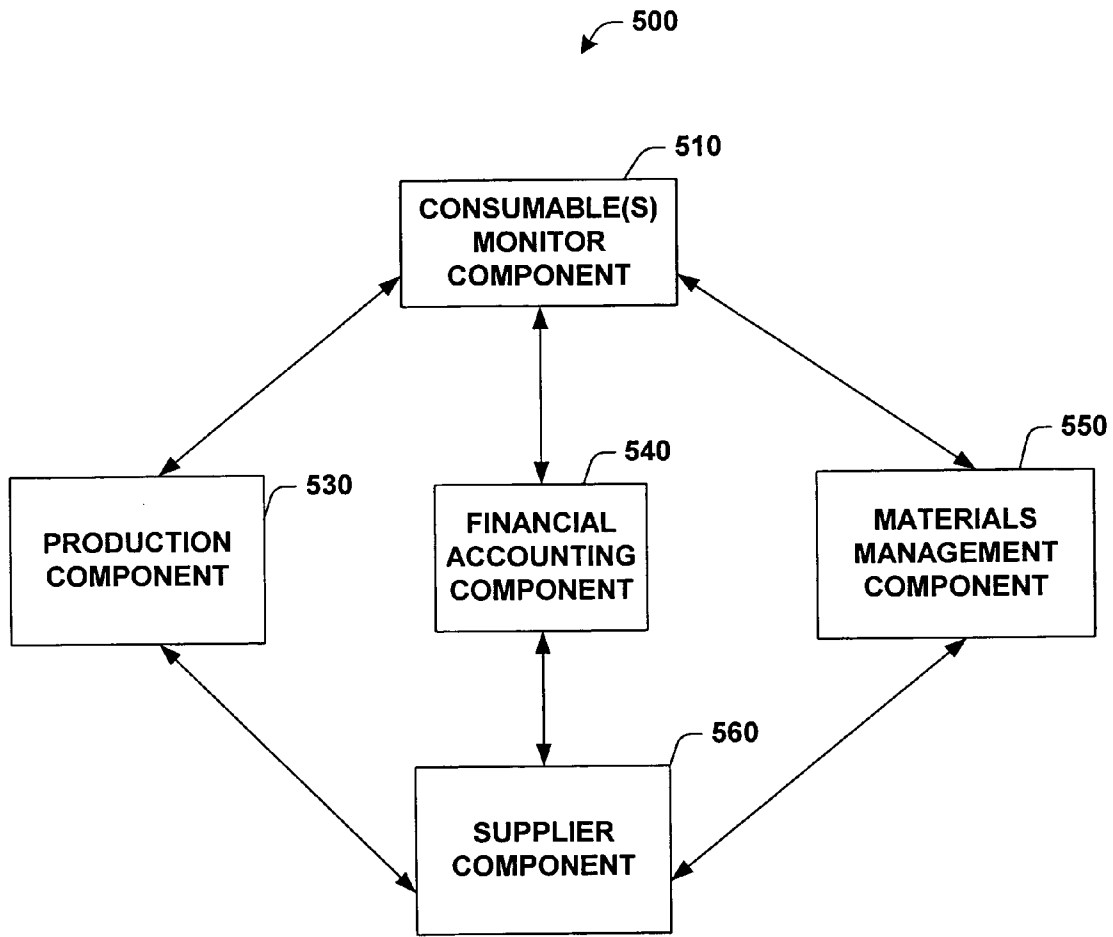 500
510
CONSUMABLE(S)
MONITOR
COMPONENT
530
PRODUCTION
COMPONENT
540
FINANCIAL
ACCOUNTING
COMPONENT
550
MATERIALS
MANAGEMENT
COMPONENT
560
SUPPLIER
COMPONENT